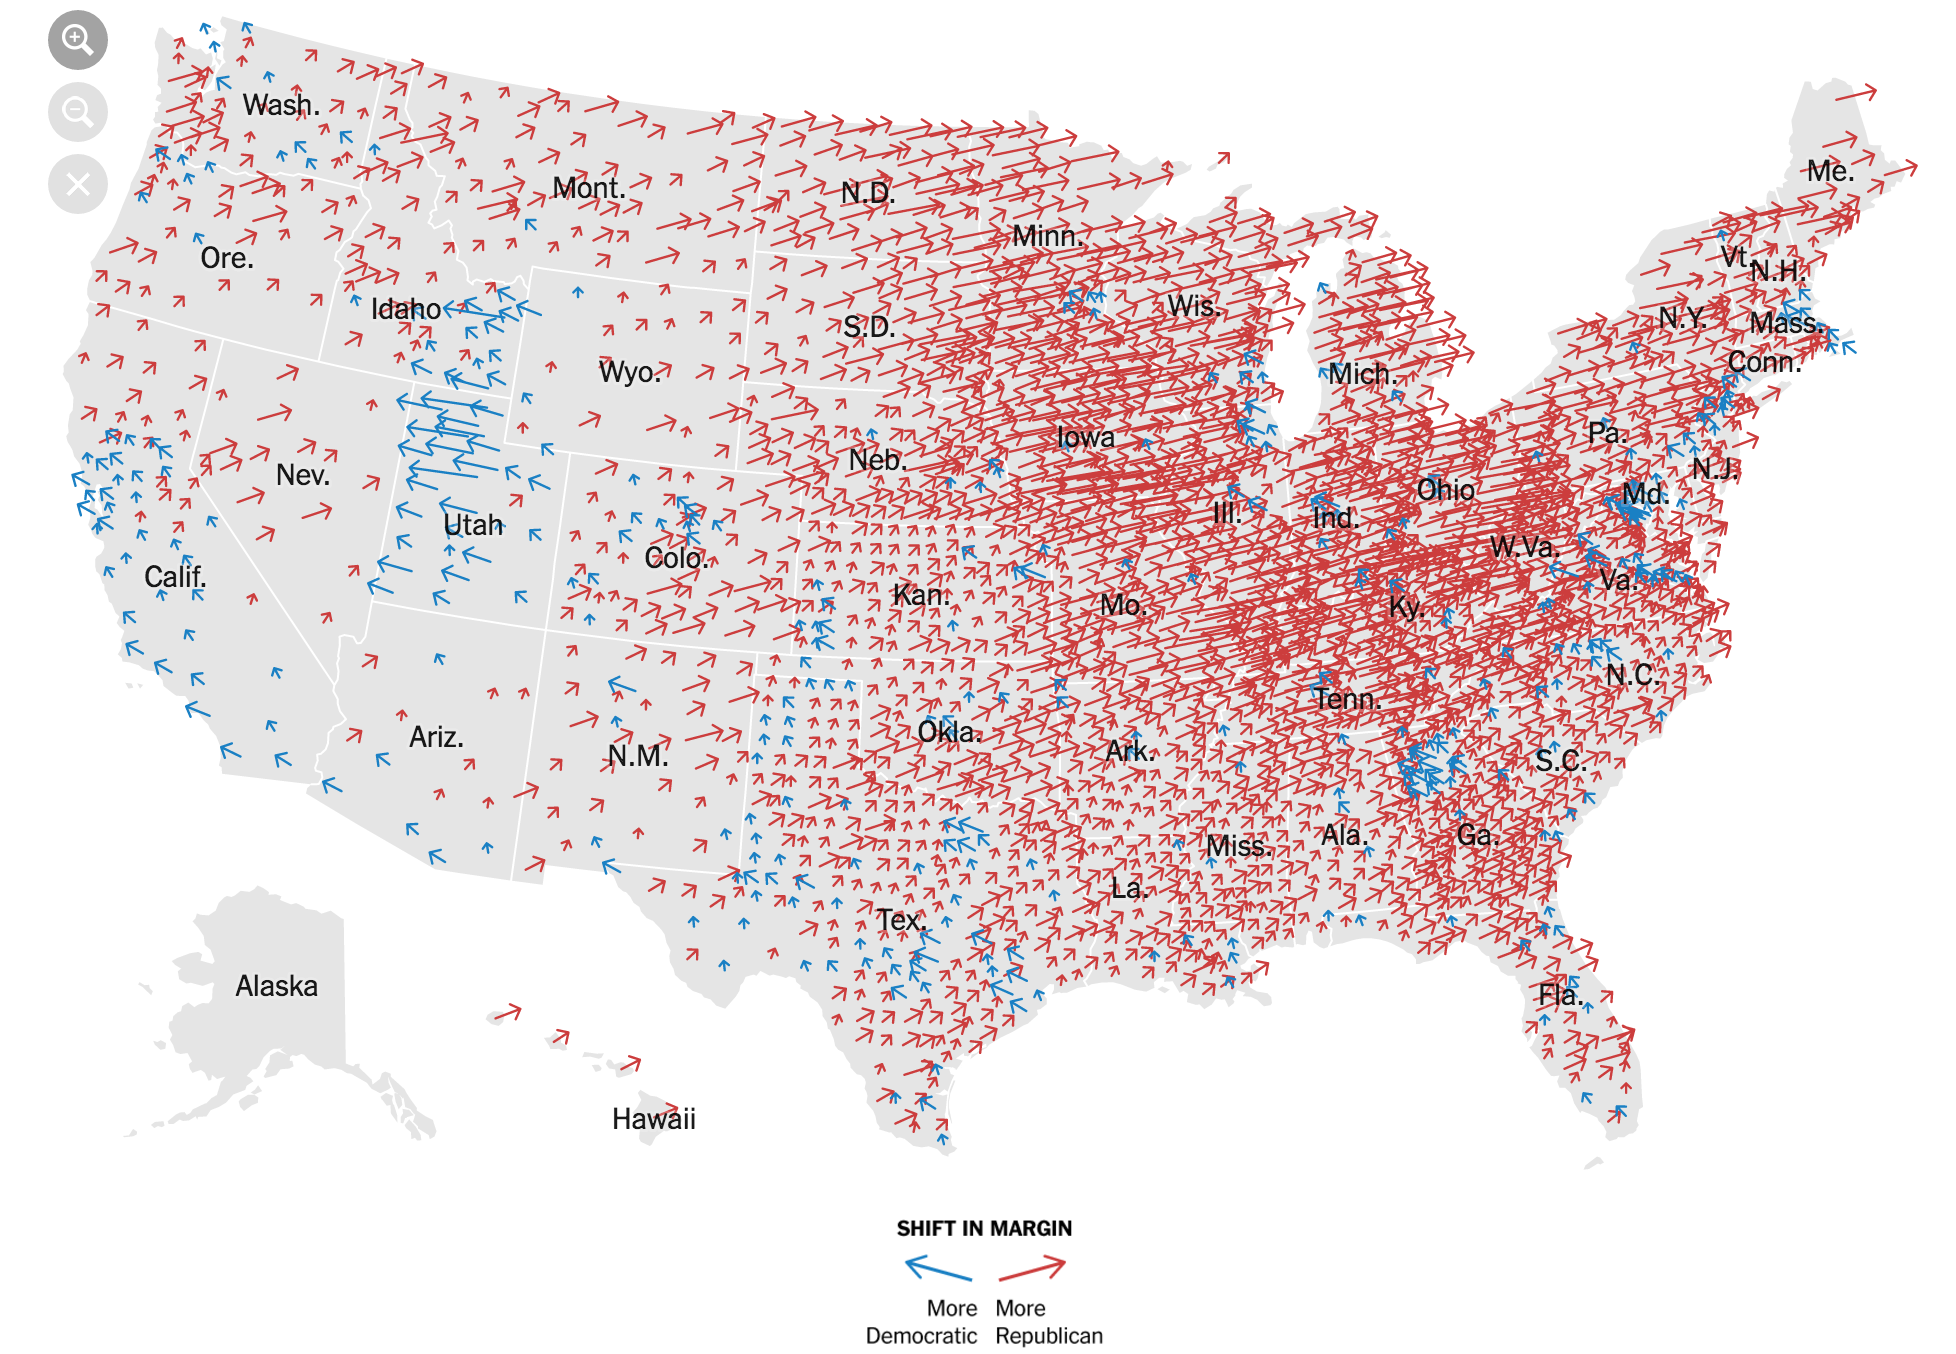 Wash.
Mont.
N.D.
Minn.
Me.
Ore.
Idaho
Wyo.
S.D.
Wis.
Mich.
N.Y.
Vt.
N.H.
Mass.
Conn.
Nev.
Utah
Colo.
Neb.
Iowa
Ill.
Ind.
Ohio
Pa.
N.J.
Md.
Calif.
Kan.
Mo.
Ky.
W.Va.
Va.
Ariz.
N.M.
Okla.
Ark.
Tenn.
N.C.
S.C.
Tex.
La.
Miss.
Ala.
Ga.
Fla.
Alaska
Hawaii
SHIFT IN MARGIN
More Democratic
More Republican